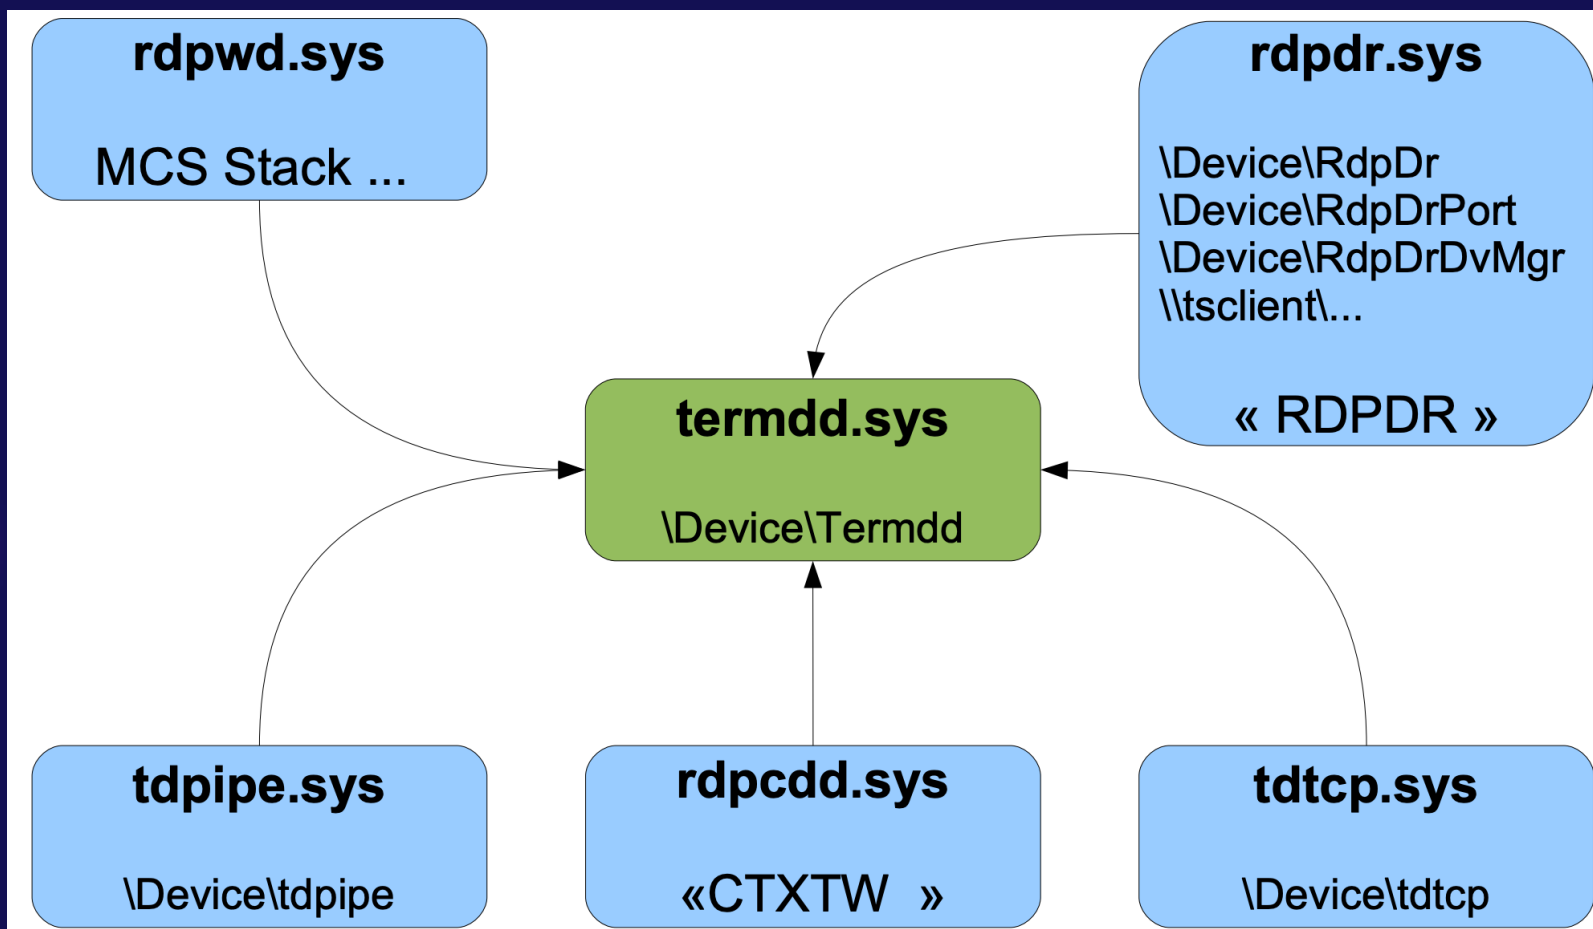 rdpwd.sys
MCS Stack ...
rdpdr.sys
\Device\RdpDr
\Device\RdpDrPort
\Device\RdpDrDvMgr
\\tsclient\...
« RDPDR »
termdd.sys
\Device\Termdd
tdpipe.sys
\Device\tdpipe
rdpcdd.sys
«CTXTW  »
tdtcp.sys
\Device\tdtcp